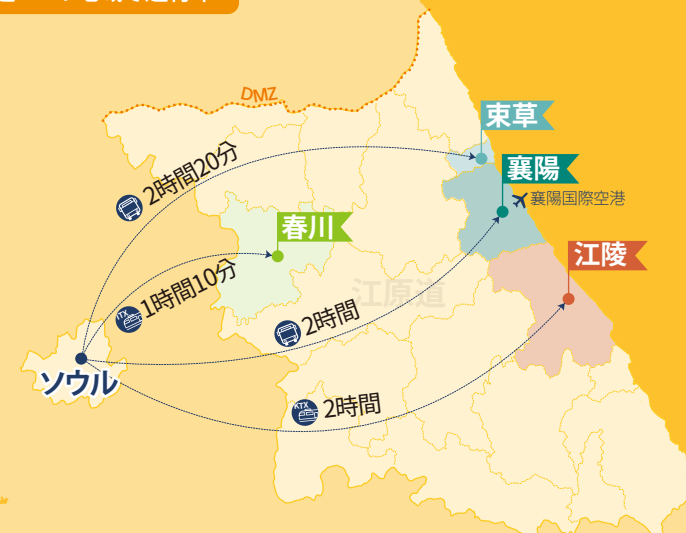 DMZ
束草
2時間20分
襄陽
襄陽国際空港
春川
江陵
KTX
1時間10分
江原道
2時間
ソウル
KTX
2時間